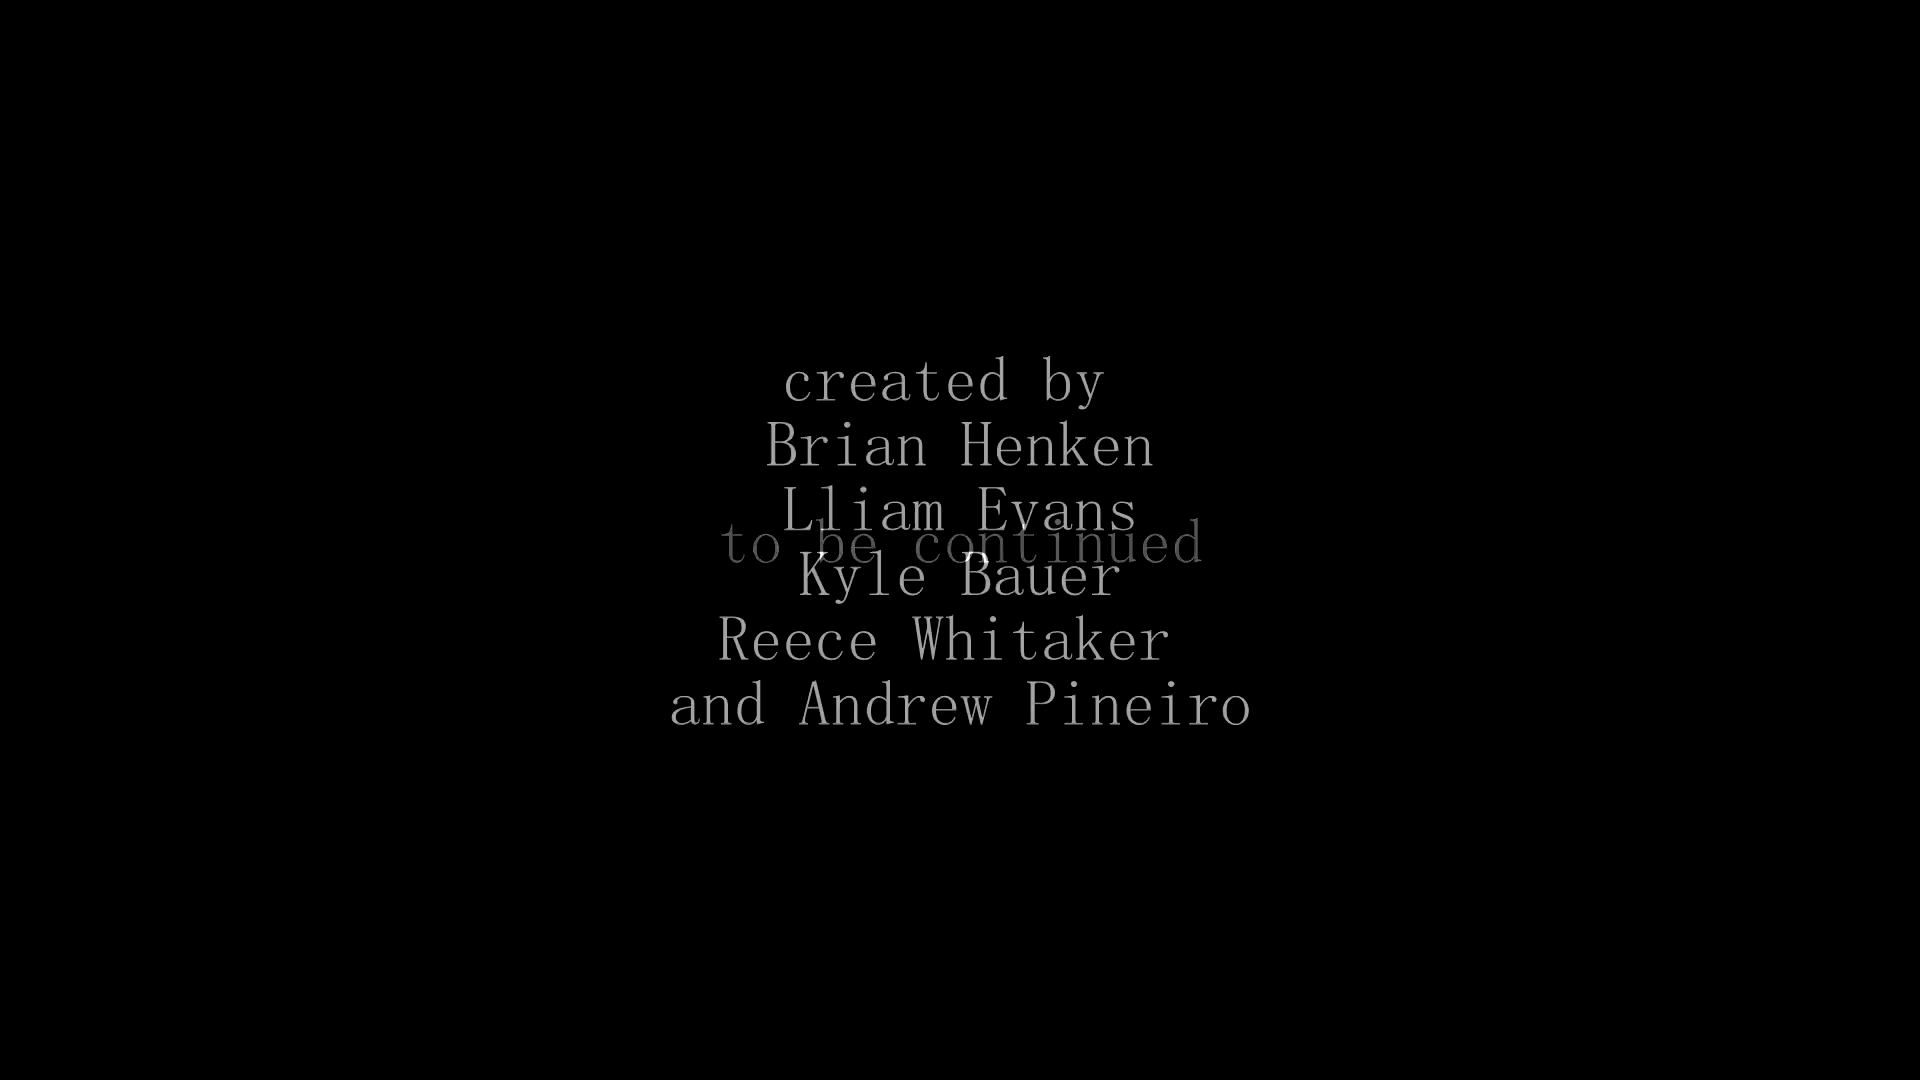 created by
Brian Henken
Lliam Evans
to be continued
Kyle Bauer
Reece Whitaker
and Andrew Pineiro